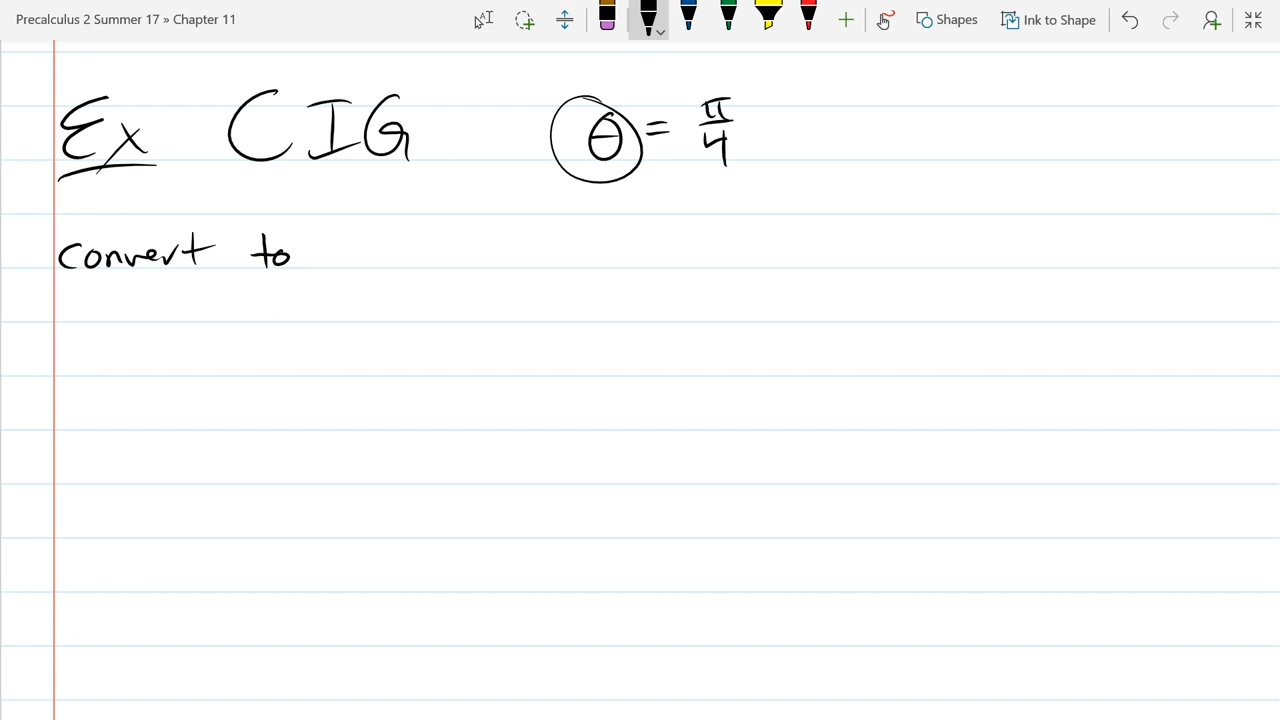 Precalculus 2 Summer 17 » Chapter 11
Shapes
Ink to Shape
Ex CIG θ = π/4
convert to